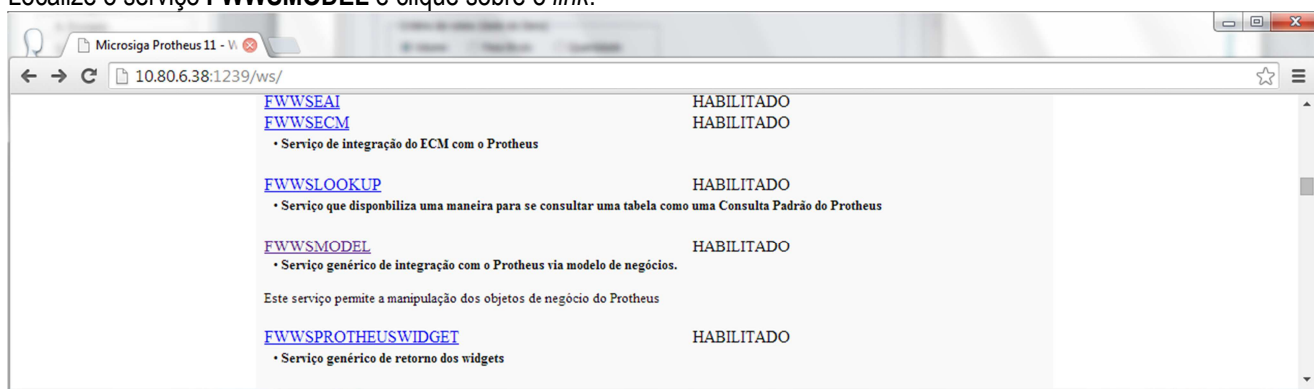 Localize o serviço FWWSMODEL e clique sobre o link.
Microsiga Protheus 11 - W
10.80.6.38:1239/ws/
FWWSEAI HABILITADO
FWWSECM HABILITADO
• Serviço de integração do ECM com o Protheus
FWWSLOOKUP HABILITADO
• Serviço que disponbiliza uma maneira para se consultar uma tabela como uma Consulta Padrão do Protheus
FWWSMODEL HABILITADO
• Serviço genérico de integração com o Protheus via modelo de negócios.
Este serviço permite a manipulação dos objetos de negócio do Protheus
FWWSPROTHEUSWIDGET HABILITADO
• Serviço genérico de retorno dos widgets